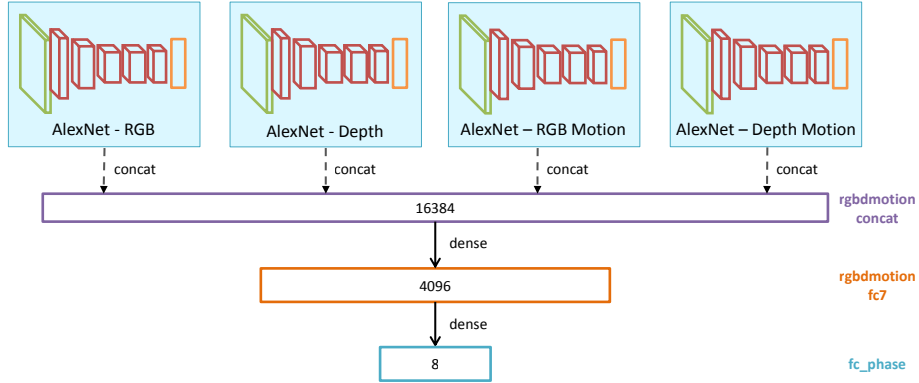 AlexNet - RGB
AlexNet - Depth
AlexNet – RGB Motion
AlexNet – Depth Motion
concat
concat
concat
concat
16384
rgbdmotion
concat
dense
4096
rgbdmotion
fc7
dense
8
fc_phase